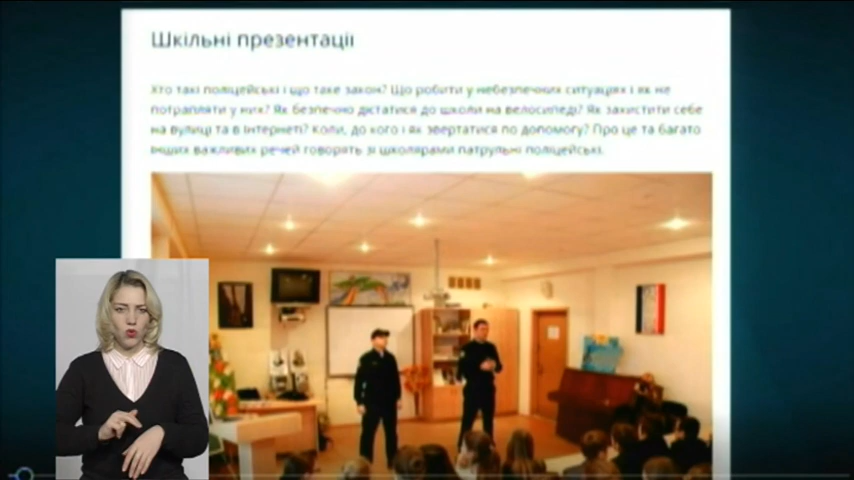 Шкільні презентації
Хто такі поліцейські і що таке закон? Що робити у небезпечних ситуаціях і як не
потрапляти у них? Як безпечно дістатися до школи на велосипеді? Як захистити себе
на вулиці та в Інтернеті? Коли, до кого і як звертатися по допомогу? Про це та багато
інших важливих речей говорять зі школярами патрульні поліцейські.